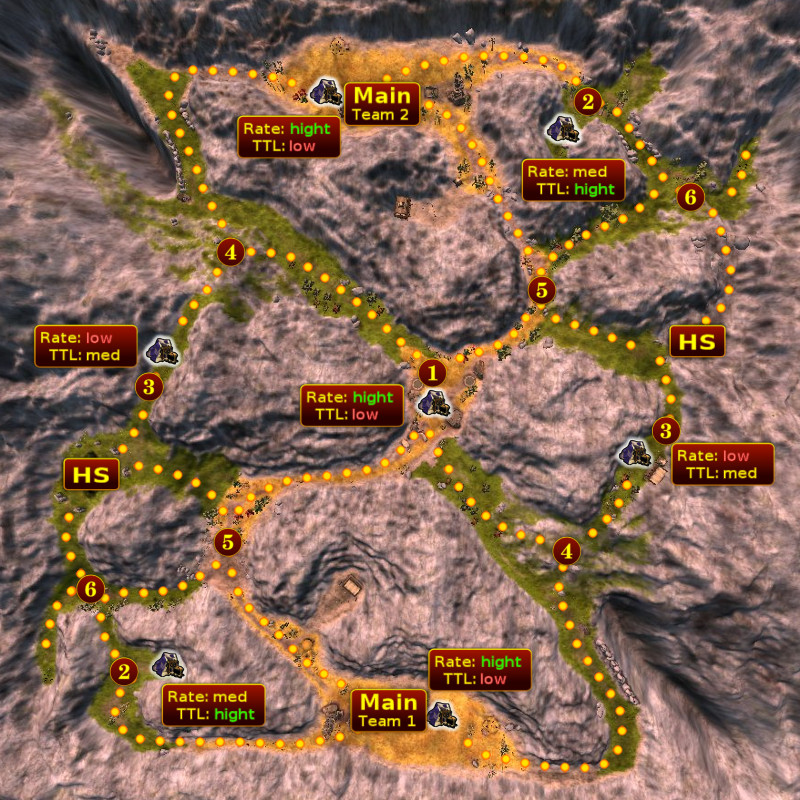 Main
Team 2
2
Rate: hight
TTL: low
Rate: med
TTL: hight
6
4
5
Rate: low
TTL: med
HS
1
3
Rate: hight
TTL: low
3
Rate: low
TTL: med
HS
5
4
6
2
Rate: hight
TTL: low
Rate: med
TTL: hight
Main
Team 1